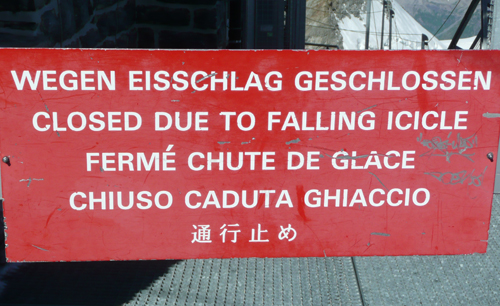 WEGEN EISSCHLAG GESCHLOSSEN
CLOSED DUE TO FALLING ICICLE
FERMÉ CHUTE DE GLACE
CHIUSO CADUTA GHIACCIO
通行止め